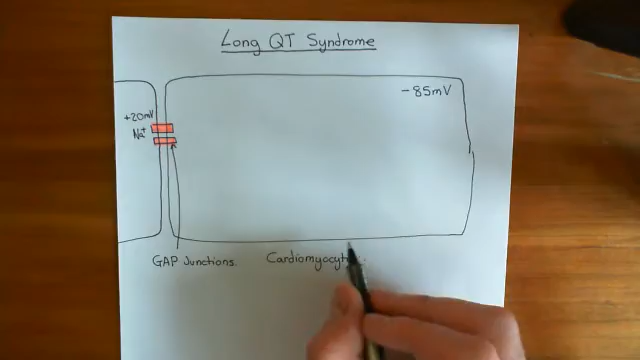 Long QT Syndrome
-85mV
+20mV
Na+
GAP Junctions.